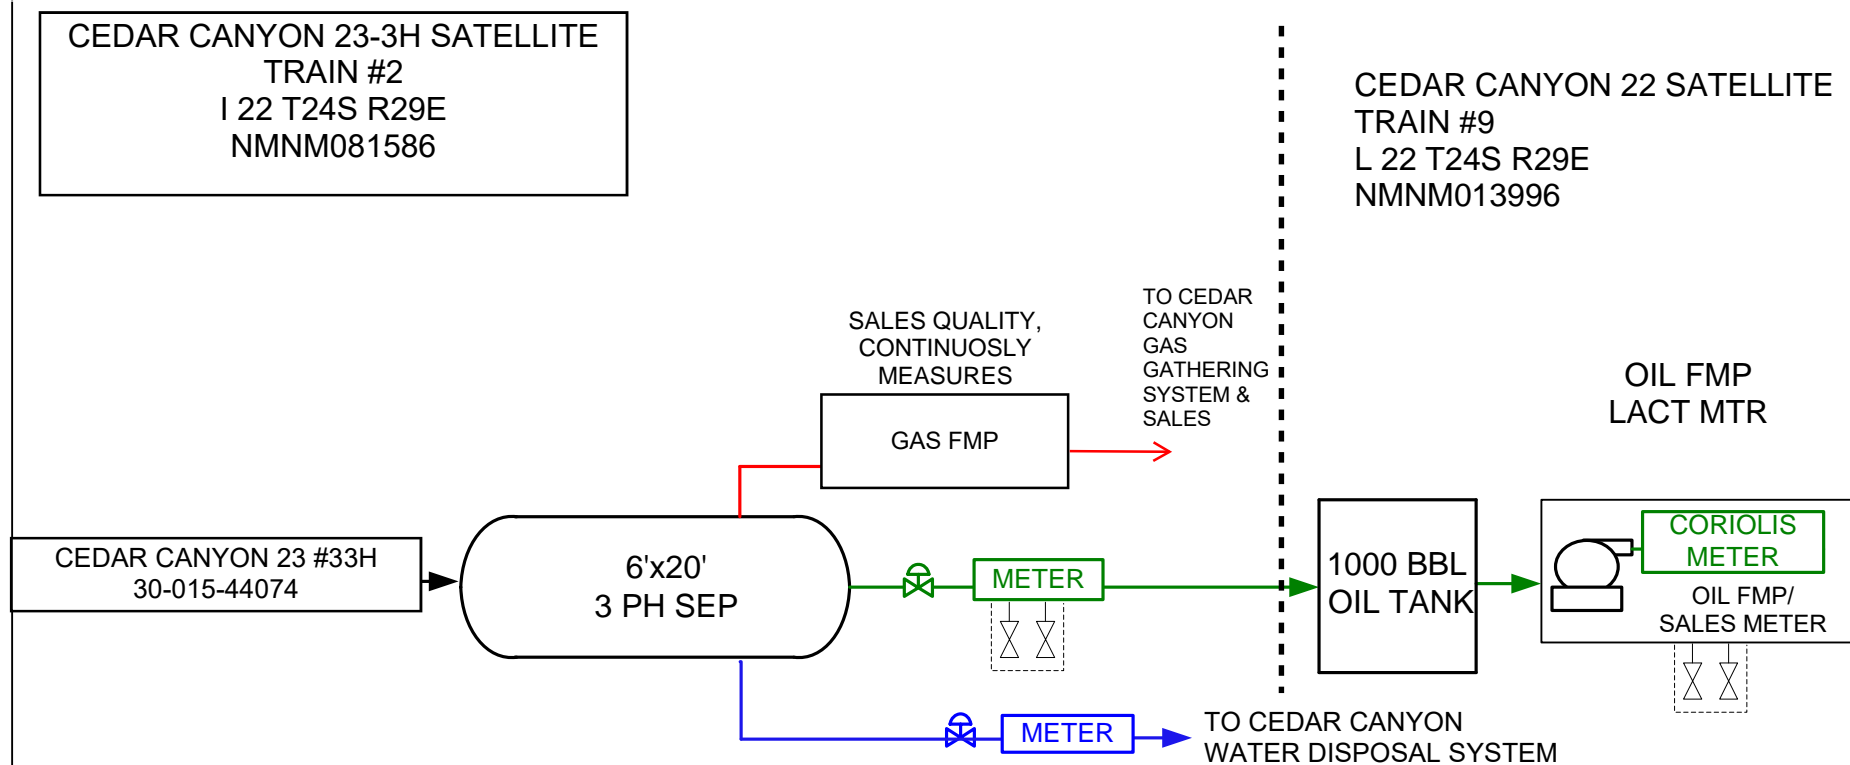 CEDAR CANYON 23-3H SATELLITE
TRAIN #2
I 22 T24S R29E
NMNM081586
CEDAR CANYON 22 SATELLITE
TRAIN #9
L 22 T24S R29E
NMNM013996
SALES QUALITY,
CONTINUOSLY
MEASURES
GAS FMP
TO CEDAR
CANYON
GAS
GATHERING
SYSTEM &
SALES
OIL FMP
LACT MTR
CEDAR CANYON 23 #33H
30-015-44074
6'x20'
3 PH SEP
METER
1000 BBL
OIL TANK
CORIOLIS
METER
OIL FMP/
SALES METER
METER
TO CEDAR CANYON
WATER DISPOSAL SYSTEM